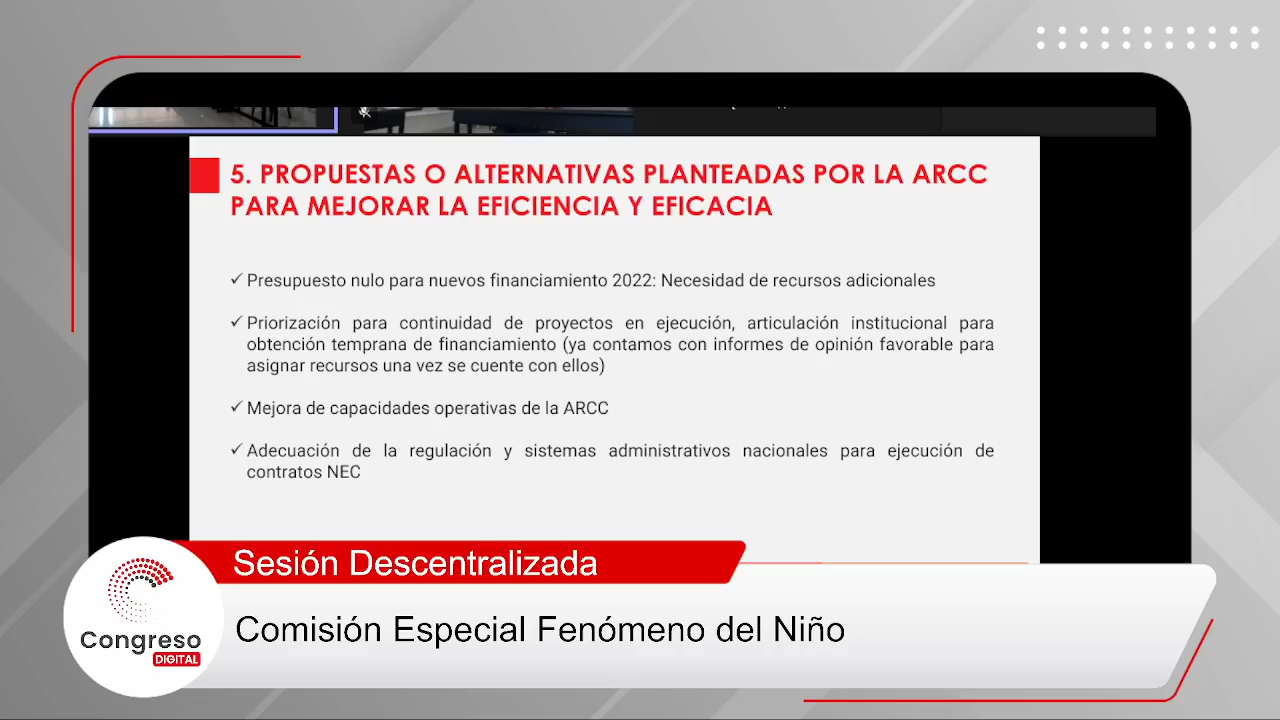 5. PROPUESTAS O ALTERNATIVAS PLANTEADAS POR LA ARCC
PARA MEJORAR LA EFICIENCIA Y EFICACIA
✓ Presupuesto nulo para nuevos financiamiento 2022: Necesidad de recursos adicionales
✓ Priorización para continuidad de proyectos en ejecución, articulación institucional para
obtención temprana de financiamiento (ya contamos con informes de opinión favorable para
asignar recursos una vez se cuente con ellos)
✓ Mejora de capacidades operativas de la ARCC
✓ Adecuación de la regulación y sistemas administrativos nacionales para ejecución de
contratos NEC
Sesión Descentralizada
Comisión Especial Fenómeno del Niño
Congreso
DIGITAL